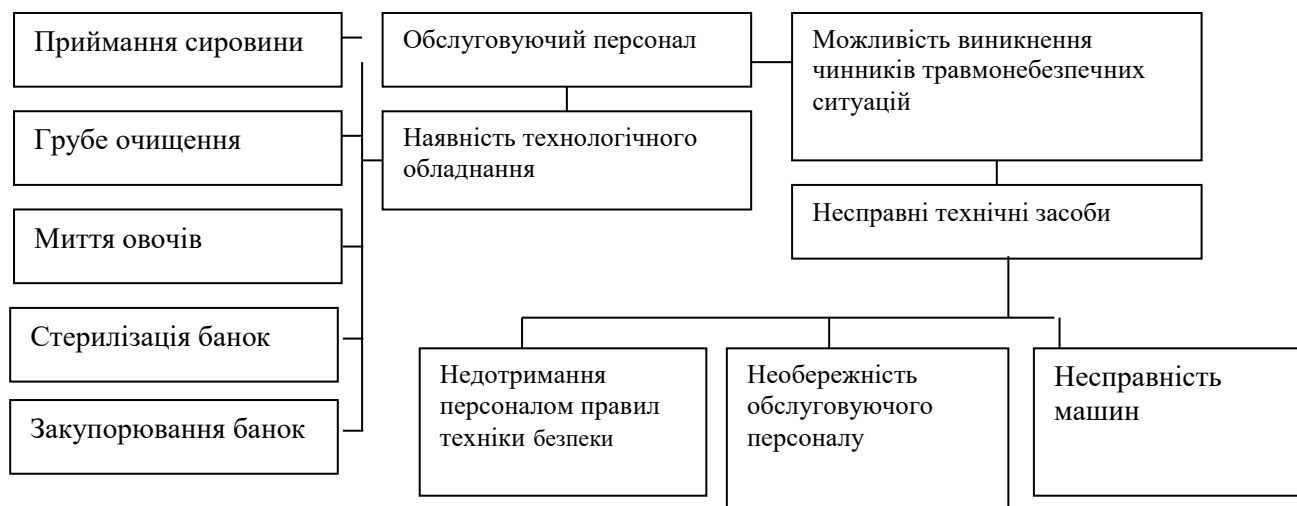 Приймання сировини
Грубе очищення
Миття овочів
Стерилізація банок
Закупорювання банок
Обслуговуючий персонал
Наявність технологічного
обладнання
Можливість виникнення
чинників травмонебезпечних
ситуацій
Несправні технічні засоби
Недотримання
персоналом правил
техніки безпеки
Необережність
обслуговуючого
персоналу
Несправність
машин